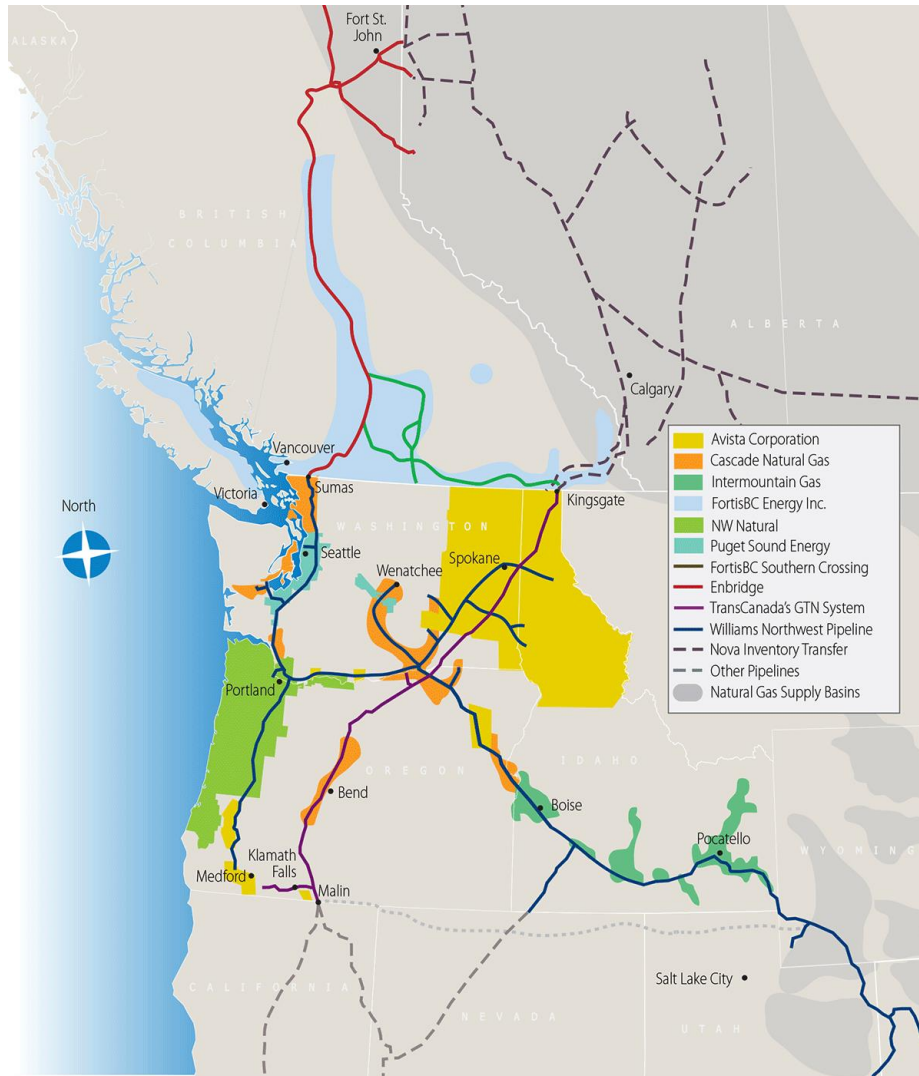 Fort St.
John
ALASKA
BRITISH
COLUMBIA
ALBERTA
Calgary
Vancouver
Sumas
Victoria
Kingsgate
North
WASHINGTON
Seattle
Spokane
Wenatchee
Portland
OREGON
IDAHO
Bend
Boise
Pocatello
WYOMING
Klamath
Falls
Medford
Malin
Salt Lake City
CALIFORNIA
NEVADA
UTAH
Avista Corporation
Cascade Natural Gas
Intermountain Gas
FortisBC Energy Inc.
NW Natural
Puget Sound Energy
FortisBC Southern Crossing
Enbridge
TransCanada's GTN System
Williams Northwest Pipeline
Nova Inventory Transfer
Other Pipelines
Natural Gas Supply Basins